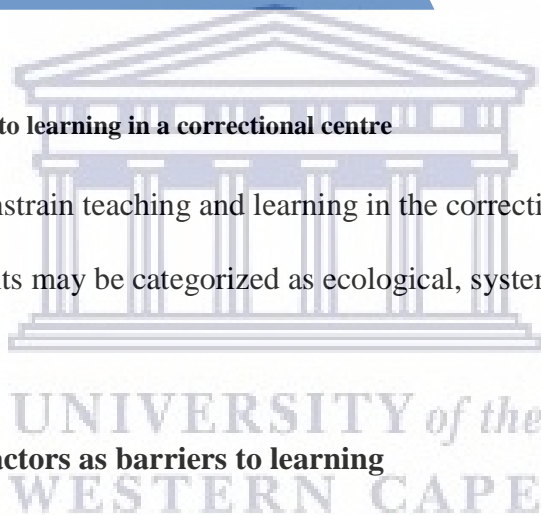 to learning in a correctional centre
nstrain teaching and learning in the correcti
ts may be categorized as ecological, syster
UNIVERSITY of the
actors as barriers to learning
WESTERN CAPE